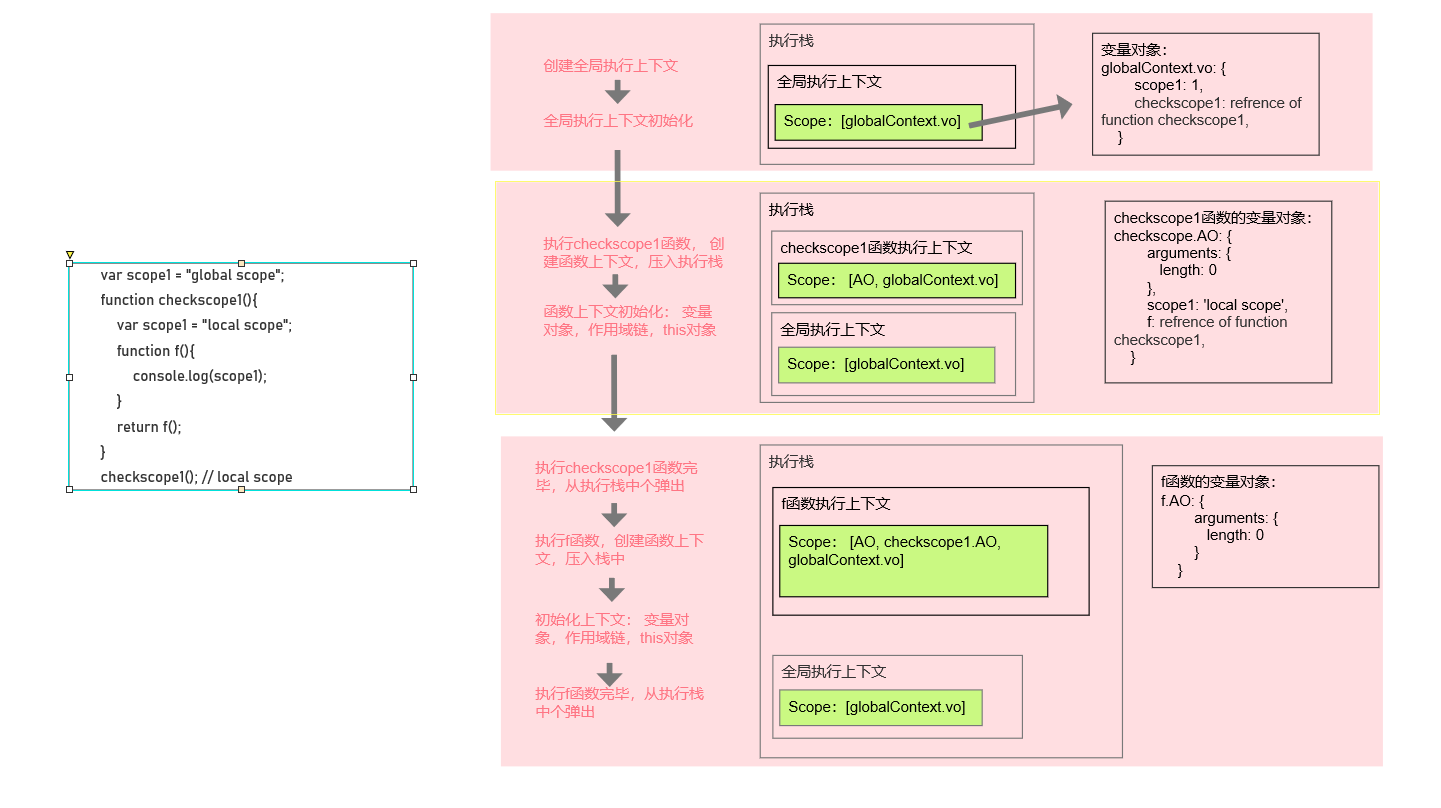 var scope1 = "global scope";
function checkscope1(){
var scope1 = "local scope";
function f(){
console.log(scope1);
}
return f();
}
checkscope1(); // local scope
创建全局执行上下文
全局执行上下文初始化
执行栈
全局执行上下文
Scope：[globalContext.vo]
变量对象：
globalContext.vo: {
scope1: 1,
checkscope1: refrence of
function checkscope1,
}
执行checkscope1函数， 创
建函数上下文，压入执行栈
函数上下文初始化： 变量
对象，作用域链，this对象
执行栈
checkscope1函数执行上下文
Scope： [AO, globalContext.vo]
全局执行上下文
Scope：[globalContext.vo]
checkscope1函数的变量对象：
checkscope.AO: {
arguments: {
length: 0
},
scope1: 'local scope',
f: refrence of function
checkscope1,
}
执行checkscope1函数完
毕，从执行栈中个弹出
执行f函数，创建函数上下
文，压入栈中
初始化上下文： 变量对
象，作用域链，this对象
执行f函数完毕，从执行栈
中个弹出
执行栈
f函数执行上下文
Scope： [AO, checkscope1.AO,
globalContext.vo]
全局执行上下文
Scope：[globalContext.vo]
f函数的变量对象：
f.AO: {
arguments: {
length: 0
}
}